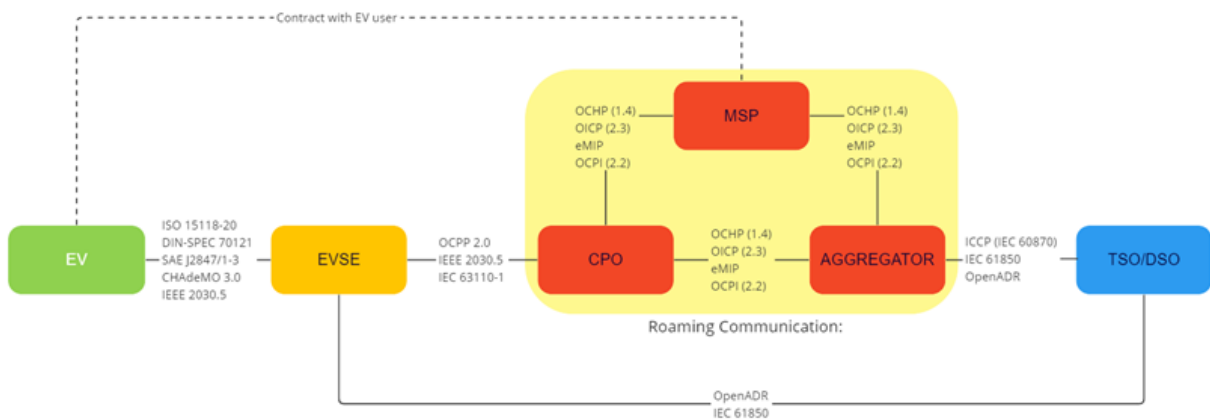 Contract with EV user
MSP
OCHP (1.4)
OICP (2.3)
eMIP
OCPI (2.2)
OCHP (1.4)
OICP (2.3)
eMIP
OCPI (2.2)
EV
ISO 15118-20
DIN-SPEC 70121
SAE J2847/1-3
CHAdeMO 3.0
IEEE 2030.5
EVSE
OCPP 2.0
IEEE 2030.5
IEC 63110-1
CPO
OCHP (1.4)
OICP (2.3)
eMIP
OCPI (2.2)
AGGREGATOR
ICCP (IEC 60870)
IEC 61850
OpenADR
TSO/DSO
Roaming Communication:
OpenADR
IEC 61850